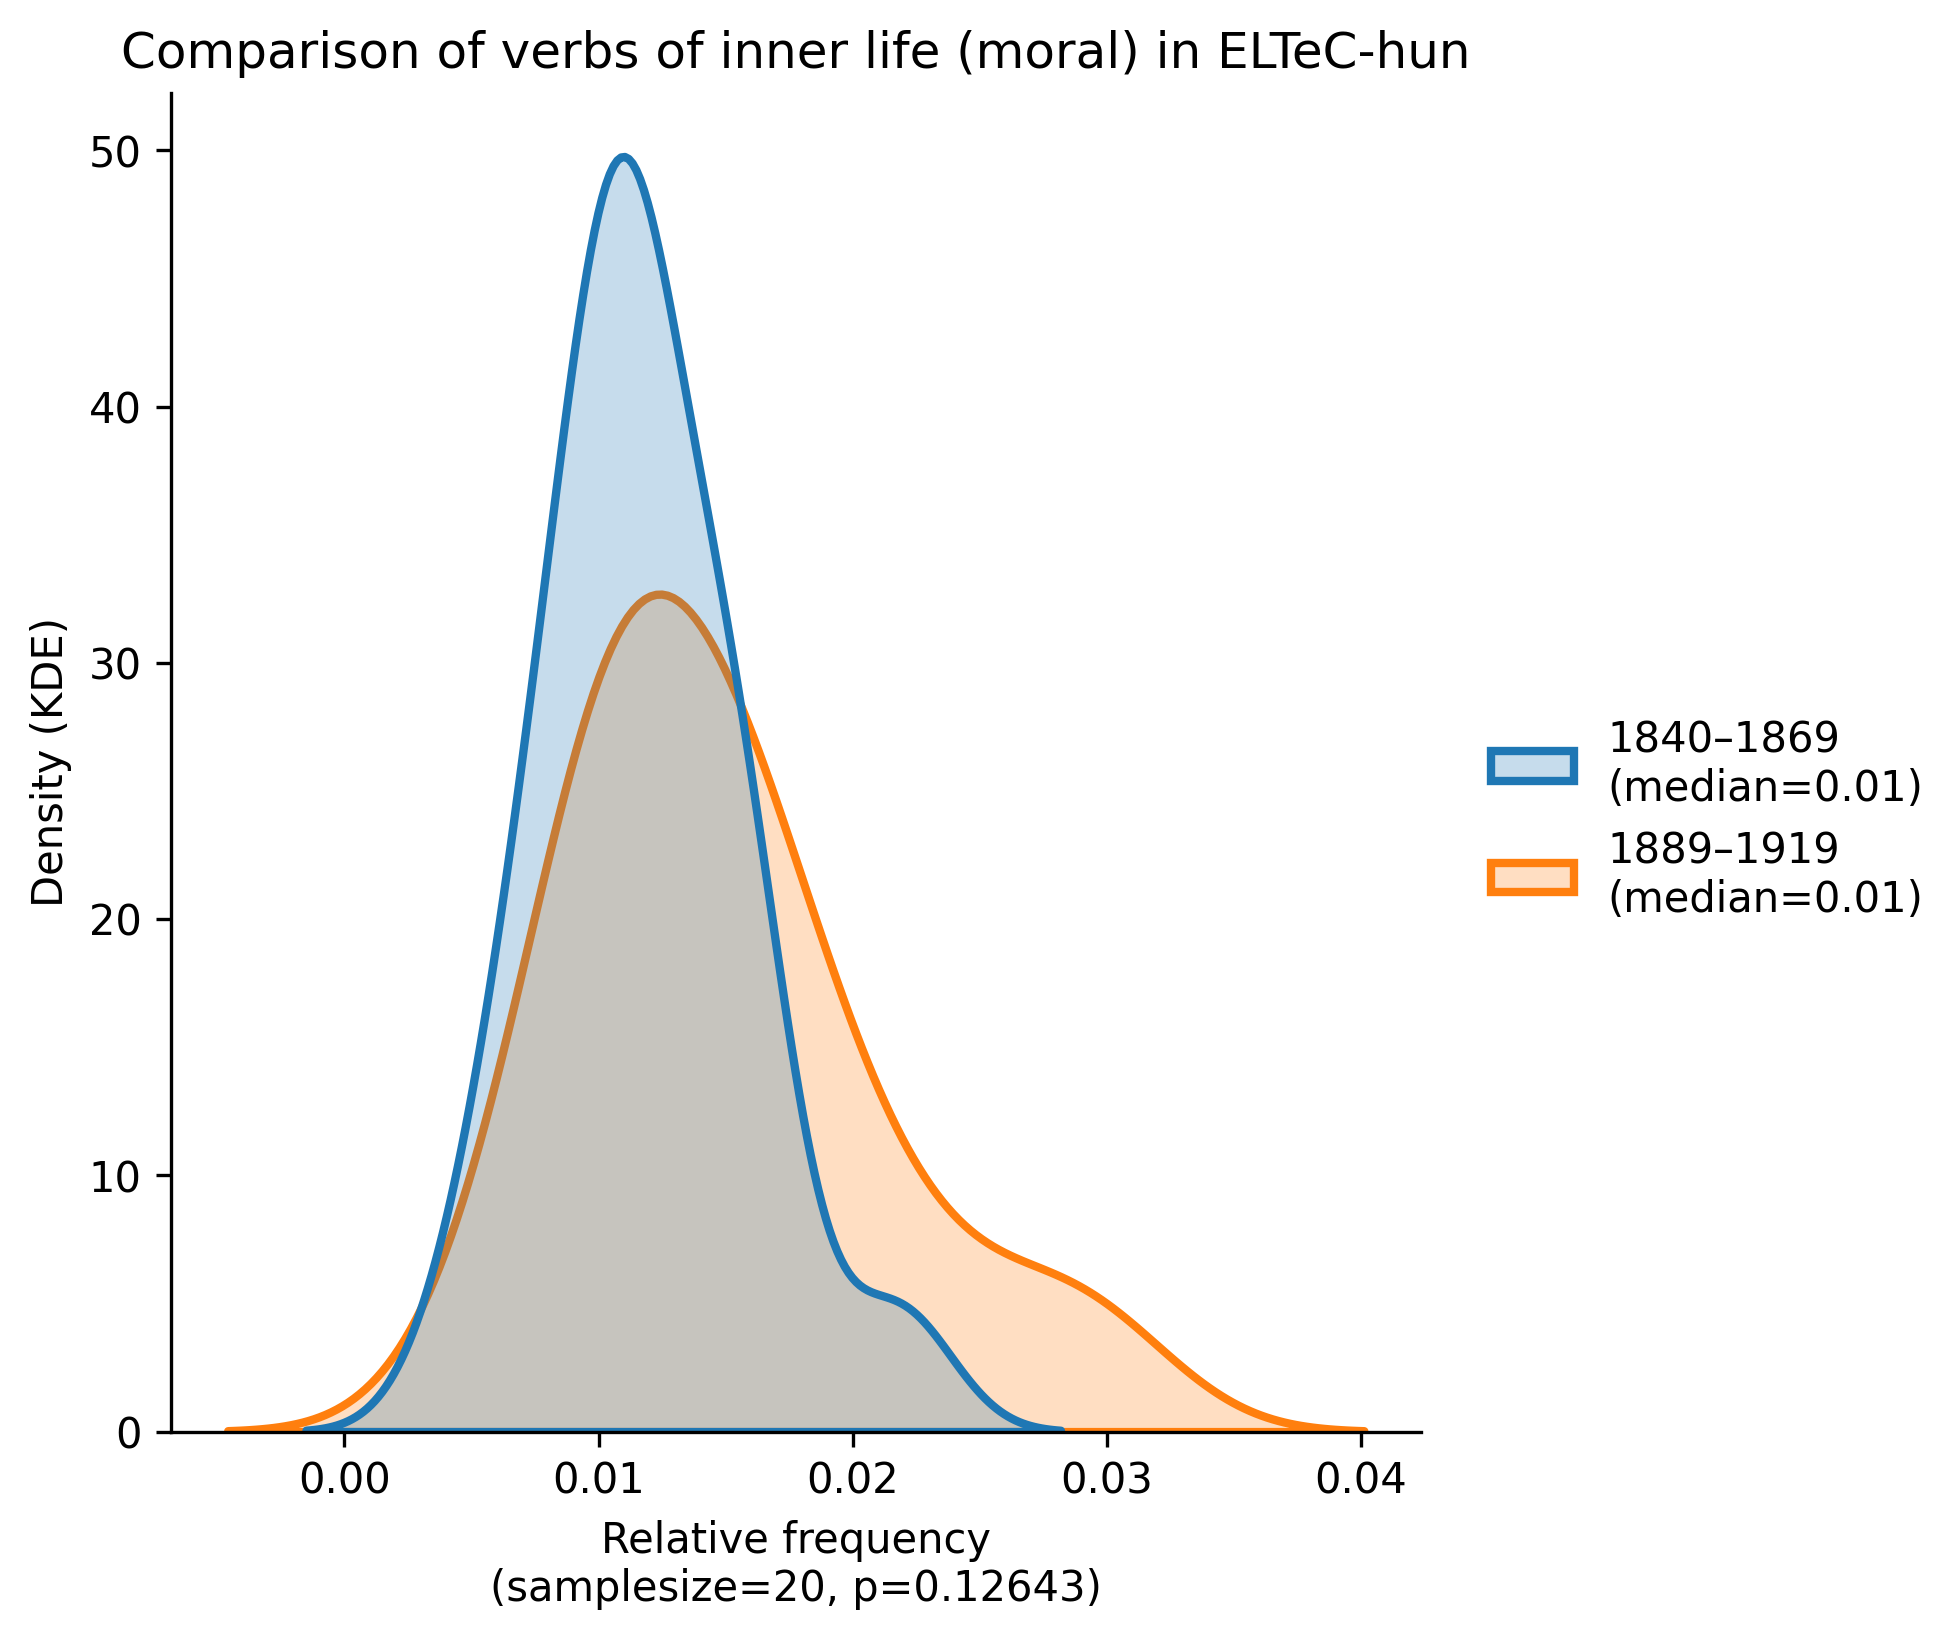 Comparison of verbs of inner life (moral) in ELTeC-hun
50
40
30
20
10
0
Density (KDE)
0.00 0.01 0.02 0.03 0.04
Relative frequency
(samplesize=20, p=0.12643)
1840–1869
(median=0.01)
1889–1919
(median=0.01)